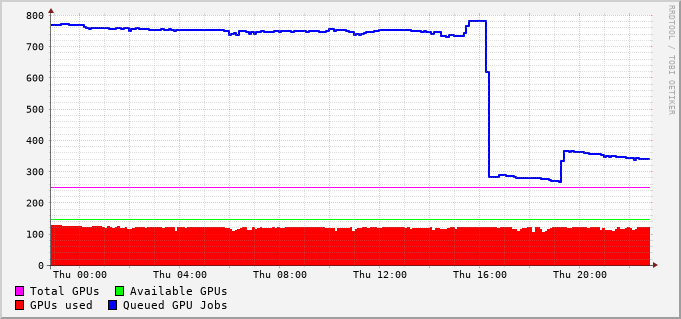 800
700
600
500
400
300
200
100
0
Thu 00:00 Thu 04:00 Thu 08:00 Thu 12:00 Thu 16:00 Thu 20:00
Total GPUs Available GPUs
GPUs used Queued GPU Jobs
RRDTOOL / TOBI OETIKER